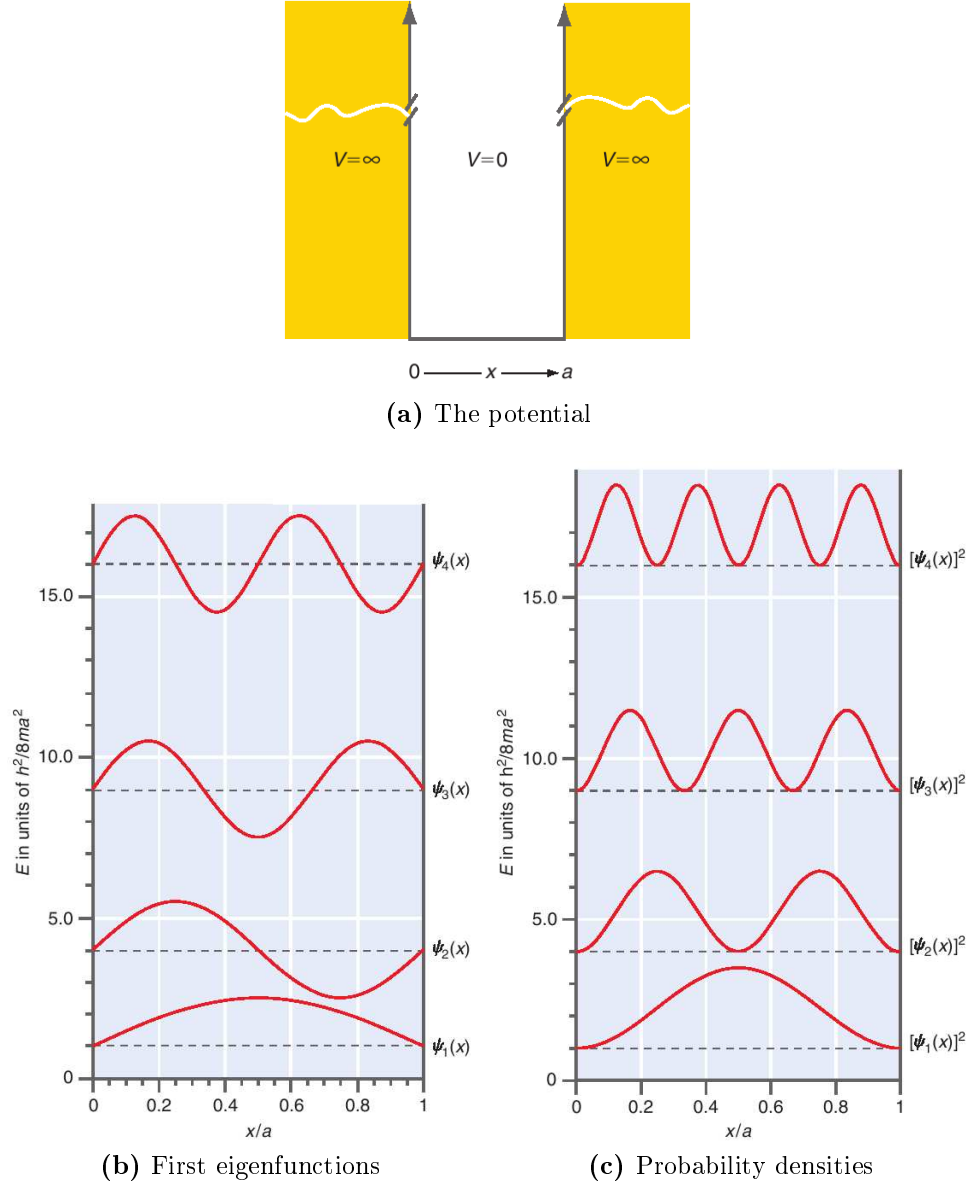 V=∞ V=0 V=∞
0 x a
(a) The potential
E in units of h²/8ma²
15.0
10.0
5.0
0
ψ₄(x)
ψ₃(x)
ψ₂(x)
ψ₁(x)
0 0.2 0.4 0.6 0.8 1
x/a
(b) First eigenfunctions
E in units of h²/8ma²
15.0
10.0
5.0
0
[ψ₄(x)]²
[ψ₃(x)]²
[ψ₂(x)]²
[ψ₁(x)]²
0 0.2 0.4 0.6 0.8 1
x/a
(c) Probability densities